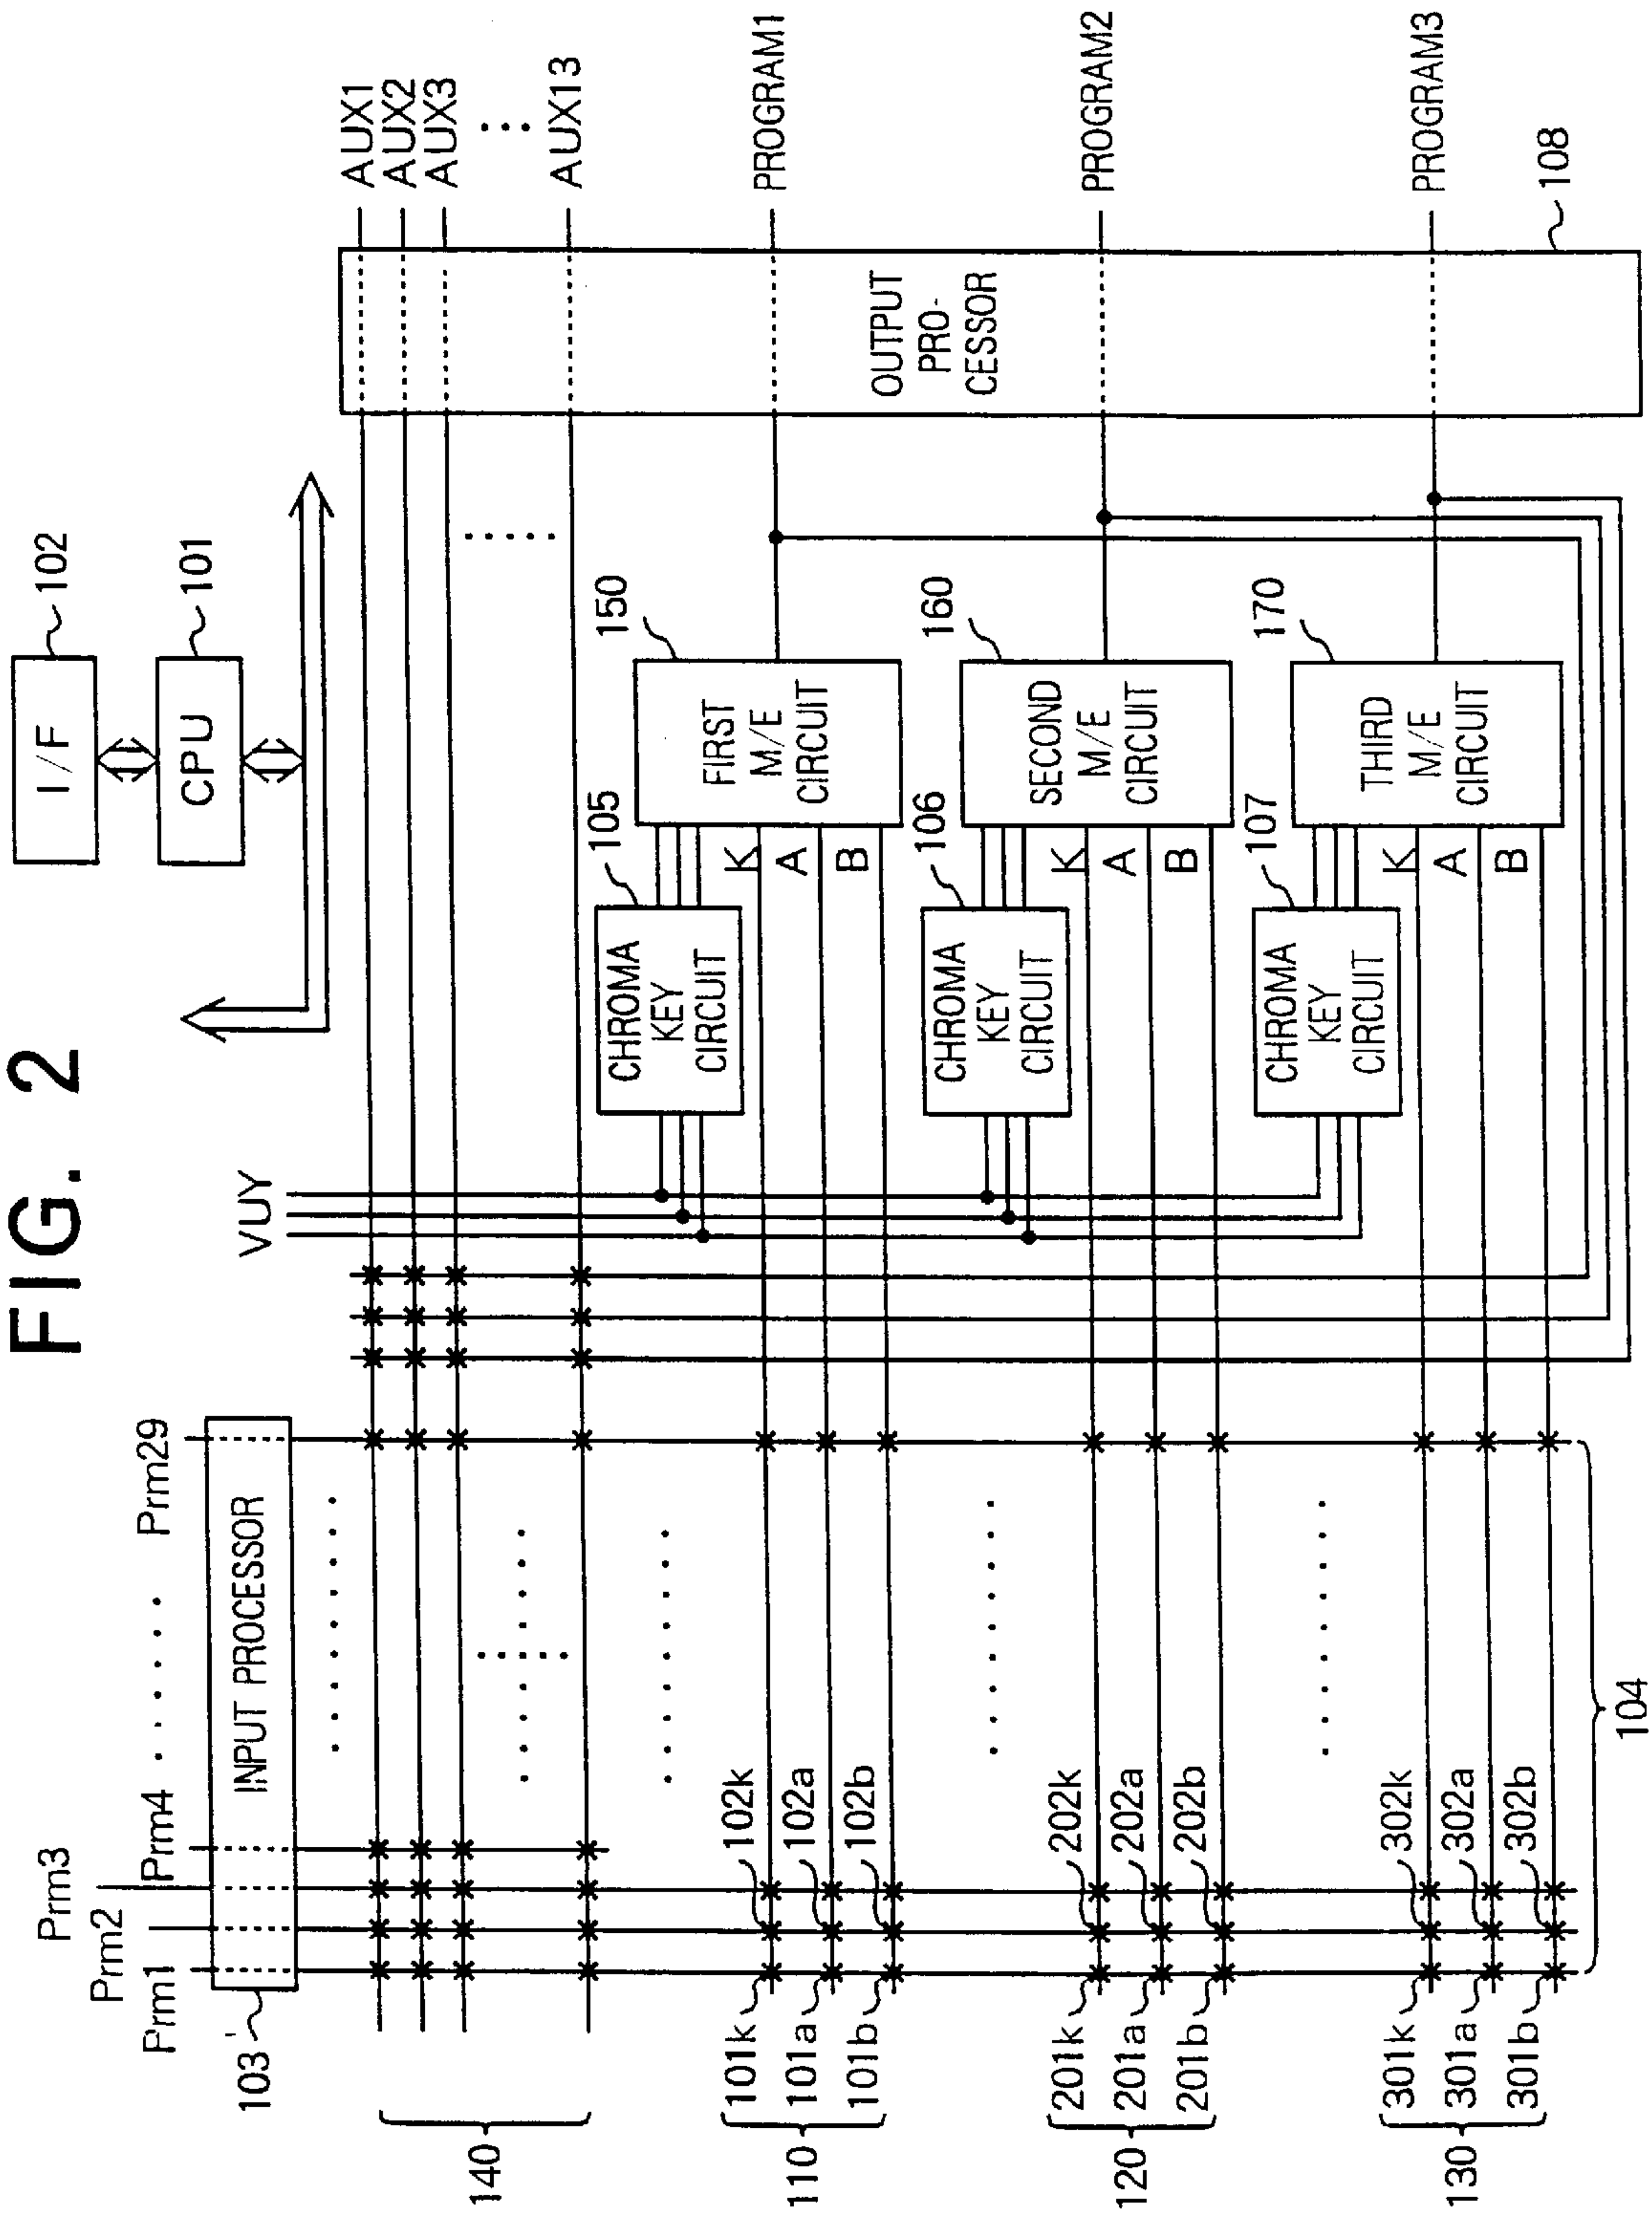 FIG. 2
I/F
102
CPU
101
VUY
Prm1
Prm2
Prm3
Prm4
Prm29
INPUT PROCESSOR
103'
AUX1
AUX2
AUX3
AUX13
140
CHROMA
KEY
CIRCUIT
105
FIRST
M/E
CIRCUIT
150
K
A
B
PROGRAM1
101k
101a
101b
102k
102a
102b
110
CHROMA
KEY
CIRCUIT
106
SECOND
M/E
CIRCUIT
160
K
A
B
PROGRAM2
OUTPUT
PRO-
CESSOR
108
201k
201a
201b
202k
202a
202b
120
CHROMA
KEY
CIRCUIT
107
THIRD
M/E
CIRCUIT
170
K
A
B
PROGRAM3
301k
301a
301b
302k
302a
302b
130
104